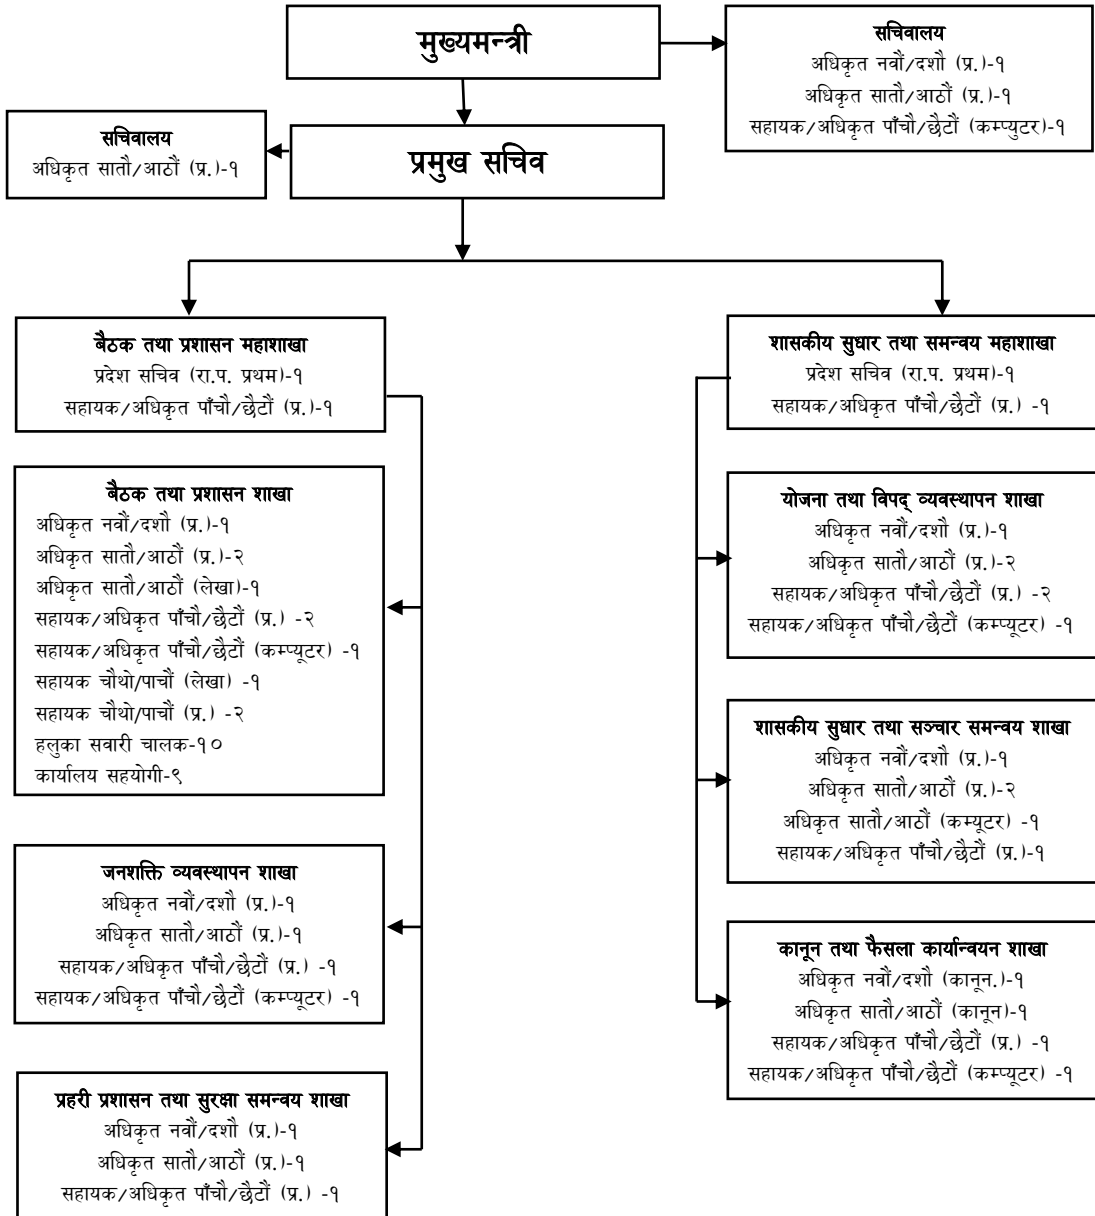 मुख्यमन्त्री
सचिवालय
अधिकृत नवौं/दशौ (प्र.)-१
अधिकृत सातौ/आठौं (प्र.)-१
सहायक/अधिकृत पाँचौ/छैटौं (कम्प्युटर)-१
सचिवालय
अधिकृत सातौ/आठौं (प्र.)-१
प्रमुख सचिव
बैठक तथा प्रशासन महाशाखा
प्रदेश सचिव (रा.प. प्रथम)-१
सहायक/अधिकृत पाँचौ/छैटौं (प्र.)-१
बैठक तथा प्रशासन शाखा
अधिकृत नवौं/दशौ (प्र.)-१
अधिकृत सातौ/आठौं (प्र.)-२
अधिकृत सातौ/आठौं (लेखा)-१
सहायक/अधिकृत पाँचौ/छैटौं (प्र.) -२
सहायक/अधिकृत पाँचौ/छैटौं (कम्प्यूटर) -१
सहायक चौथो/पाचौं (लेखा) -१
सहायक चौथो/पाचौं (प्र.) -२
हलुका सवारी चालक-१०
कार्यालय सहयोगी-९
जनशक्ति व्यवस्थापन शाखा
अधिकृत नवौं/दशौ (प्र.)-१
अधिकृत सातौ/आठौं (प्र.)-१
सहायक/अधिकृत पाँचौ/छैटौं (प्र.) -१
सहायक/अधिकृत पाँचौ/छैटौं (कम्प्यूटर) -१
प्रहरी प्रशासन तथा सुरक्षा समन्वय शाखा
अधिकृत नवौं/दशौ (प्र.)-१
अधिकृत सातौ/आठौं (प्र.)-१
सहायक/अधिकृत पाँचौ/छैटौं (प्र.) -१
शासकीय सुधार तथा समन्वय महाशाखा
प्रदेश सचिव (रा.प. प्रथम)-१
सहायक/अधिकृत पाँचौ/छैटौं (प्र.) -१
योजना तथा विपद् व्यवस्थापन शाखा
अधिकृत नवौं/दशौ (प्र.)-१
अधिकृत सातौ/आठौं (प्र.)-२
सहायक/अधिकृत पाँचौ/छैटौं (प्र.) -२
सहायक/अधिकृत पाँचौ/छैटौं (कम्प्यूटर) -१
शासकीय सुधार तथा सञ्चार समन्वय शाखा
अधिकृत नवौं/दशौ (प्र.)-१
अधिकृत सातौ/आठौं (प्र.)-२
अधिकृत सातौ/आठौं (कम्युटर) -१
सहायक/अधिकृत पाँचौ/छैटौं (प्र.)-१
कानून तथा फैसला कार्यान्वयन शाखा
अधिकृत नवौं/दशौ (कानून.)-१
अधिकृत सातौ/आठौं (कानून)-१
सहायक/अधिकृत पाँचौ/छैटौं (प्र.) -१
सहायक/अधिकृत पाँचौ/छैटौं (कम्प्यूटर) -१